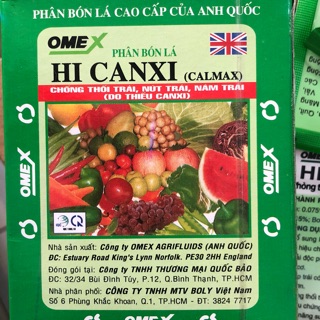 PHÂN BÓN LÁ CAO CẤP CỦA ANH QUỐC
OMEX
PHÂN BÓN LÁ
HI CANXI (CALMAX)
CHỐNG THỐI TRÁI, NỨT TRÁI, NÁM TRÁI
(DO THIẾU CANXI)
OMEX
OMEX
Nhà sản xuất: Công ty OMEX AGRIFLUIDS (ANH QUỐC)
ĐC: Estuary Road King's Lynn Norfolk. PE30 2HH England
Đóng gói tại: Công ty TNHH THƯƠNG MẠI QUỐC BẢO
ĐC: 32/34 Bùi Đình Túy, P.12, Q.Bình Thạnh, TP.HCM
Nhà phân phối: CÔNG TY TNHH MTV BOLY Việt Nam
Số 6 Phùng Khắc Khoan, Q.1, TP.HCM - ĐT: 3824 7717